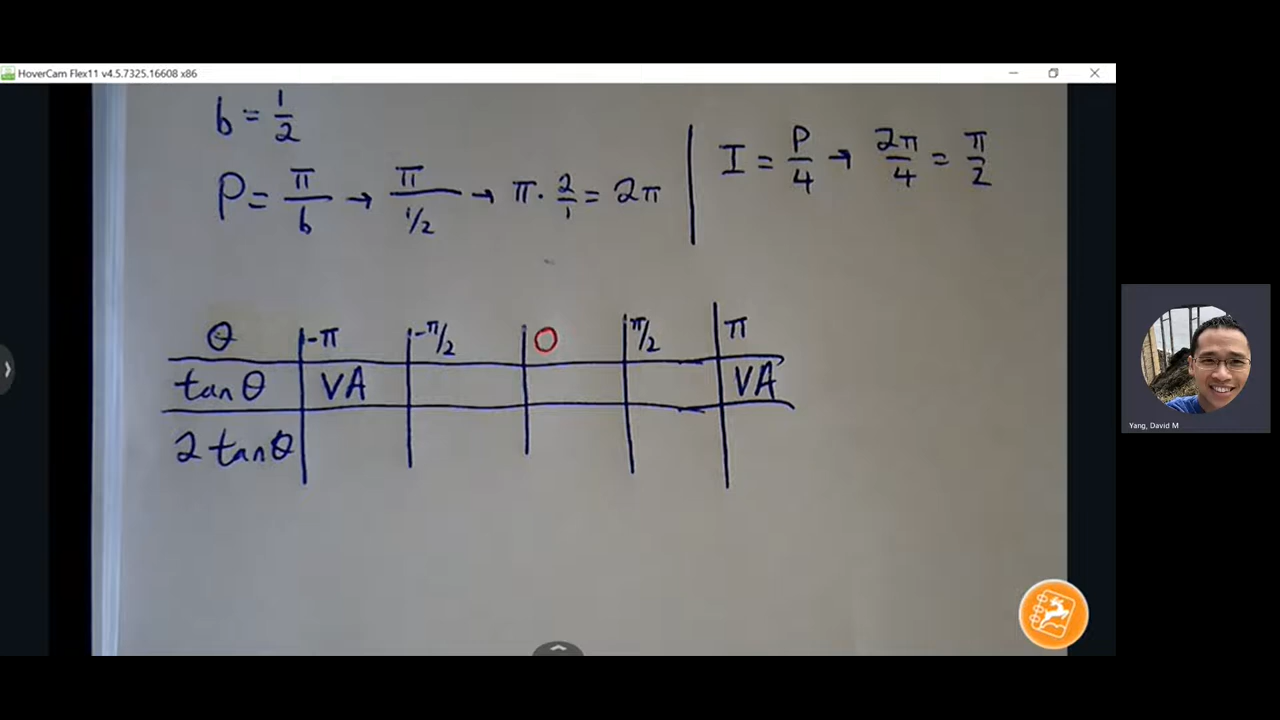 HoverCam Flex11 v4.5.7325.16608 x86
b = 1/2
P = π/b → π/(1/2) → π · 2/1 = 2π
I = P/4 → 2π/4 = π/2
θ -π -π/2 0 π/2 π
tan θ VA VA
2 tan θ
Yang, David M